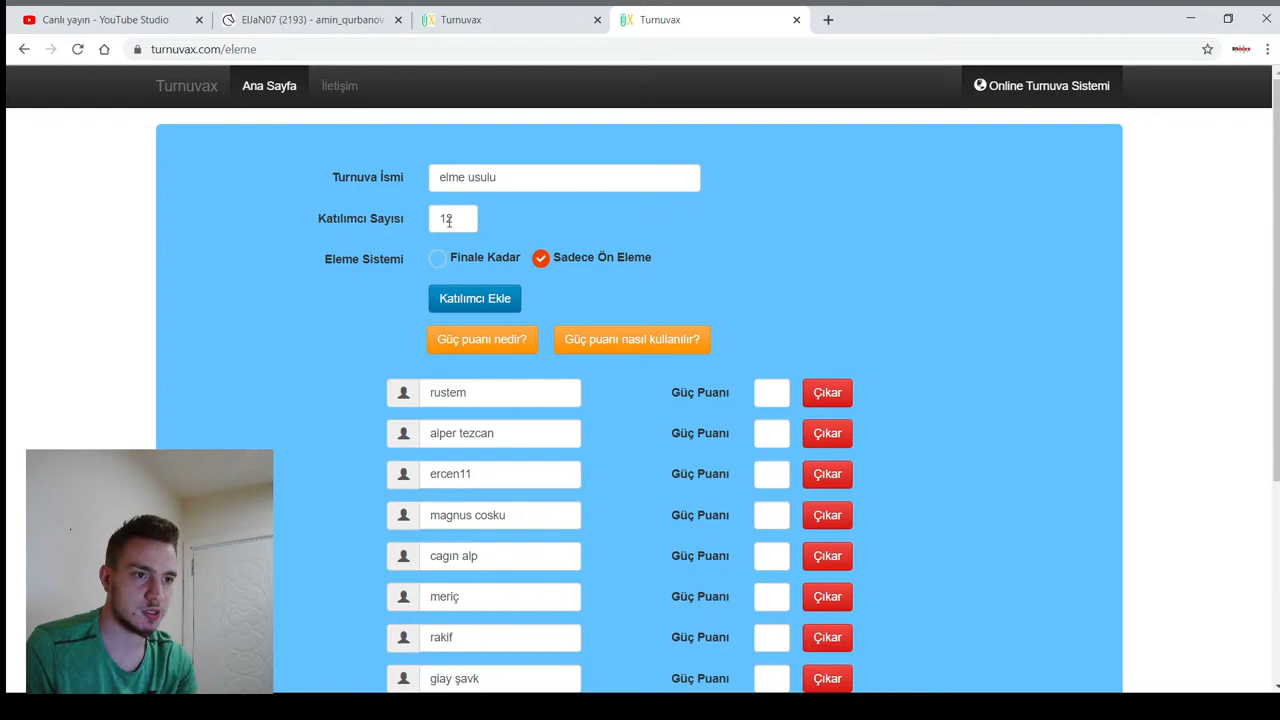 Canlı yayın - YouTube Studio
ElJaN07 (2193) - amin_qurbanov
Turnuvax
Turnuvax
turnuvax.com/eleme
Turnuvax
Ana Sayfa
İletişim
Online Turnuva Sistemi
Turnuva İsmi
elme usulu
Katılımcı Sayısı
12
Eleme Sistemi
Finale Kadar
Sadece Ön Eleme
Katılımcı Ekle
Güç puanı nedir?
Güç puanı nasıl kullanılır?
rustem
Güç Puanı
Çıkar
alper tezcan
Güç Puanı
Çıkar
ercen11
Güç Puanı
Çıkar
magnus cosku
Güç Puanı
Çıkar
cagın alp
Güç Puanı
Çıkar
meriç
Güç Puanı
Çıkar
rakif
Güç Puanı
Çıkar
giay şavk
Güç Puanı
Çıkar